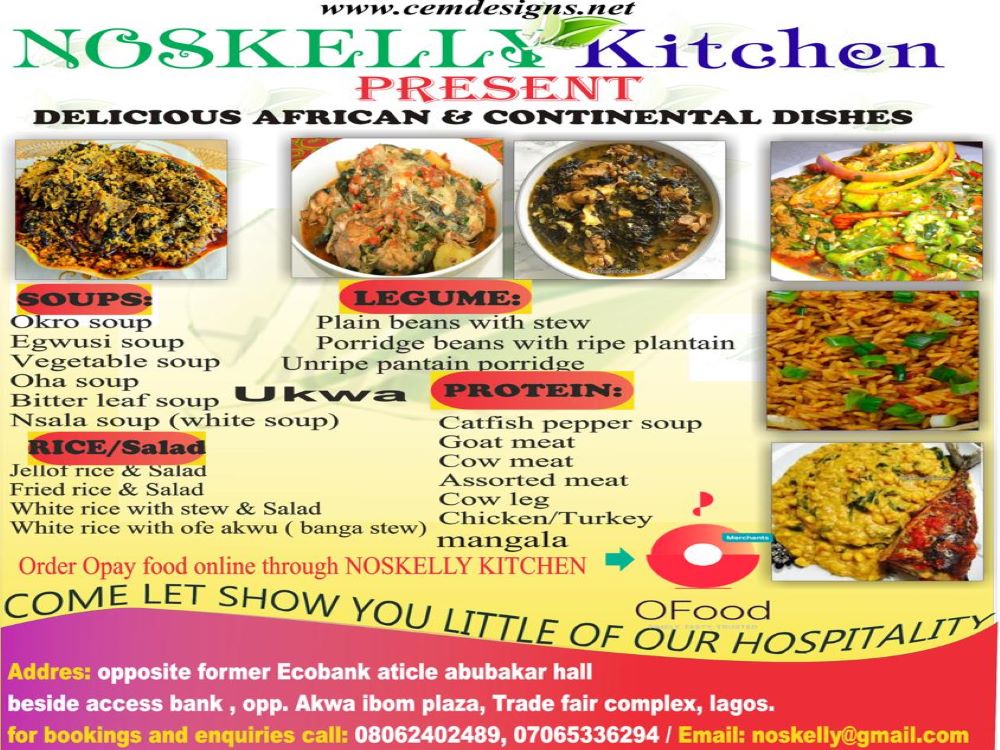 www.cemdesigns.net
NOSKELLY Kitchen
PRESENT
DELICIOUS AFRICAN & CONTINENTAL DISHES
SOUPS:
Okro soup
Egwusi soup
Vegetable soup
Oha soup
Bitter leaf soup
Nsala soup (white soup)
Ukwa
LEGUME:
Plain beans with stew
Porridge beans with ripe plantain
Unripe pantain porridge
PROTEIN:
Catfish pepper soup
Goat meat
Cow meat
Assorted meat
Cow leg
Chicken/Turkey
mangala
RICE/Salad
Jellof rice & Salad
Fried rice & Salad
White rice with stew & Salad
White rice with ofe akwu ( banga stew)
Order Opay food online through NOSKELLY KITCHEN
Merchants
OFood
COME LET SHOW YOU LITTLE OF OUR HOSPITALITY
Addres: opposite former Ecobank aticle abubakar hall
beside access bank , opp. Akwa ibom plaza, Trade fair complex, lagos.
for bookings and enquiries call: 08062402489, 07065336294 / Email: noskelly@gmail.com